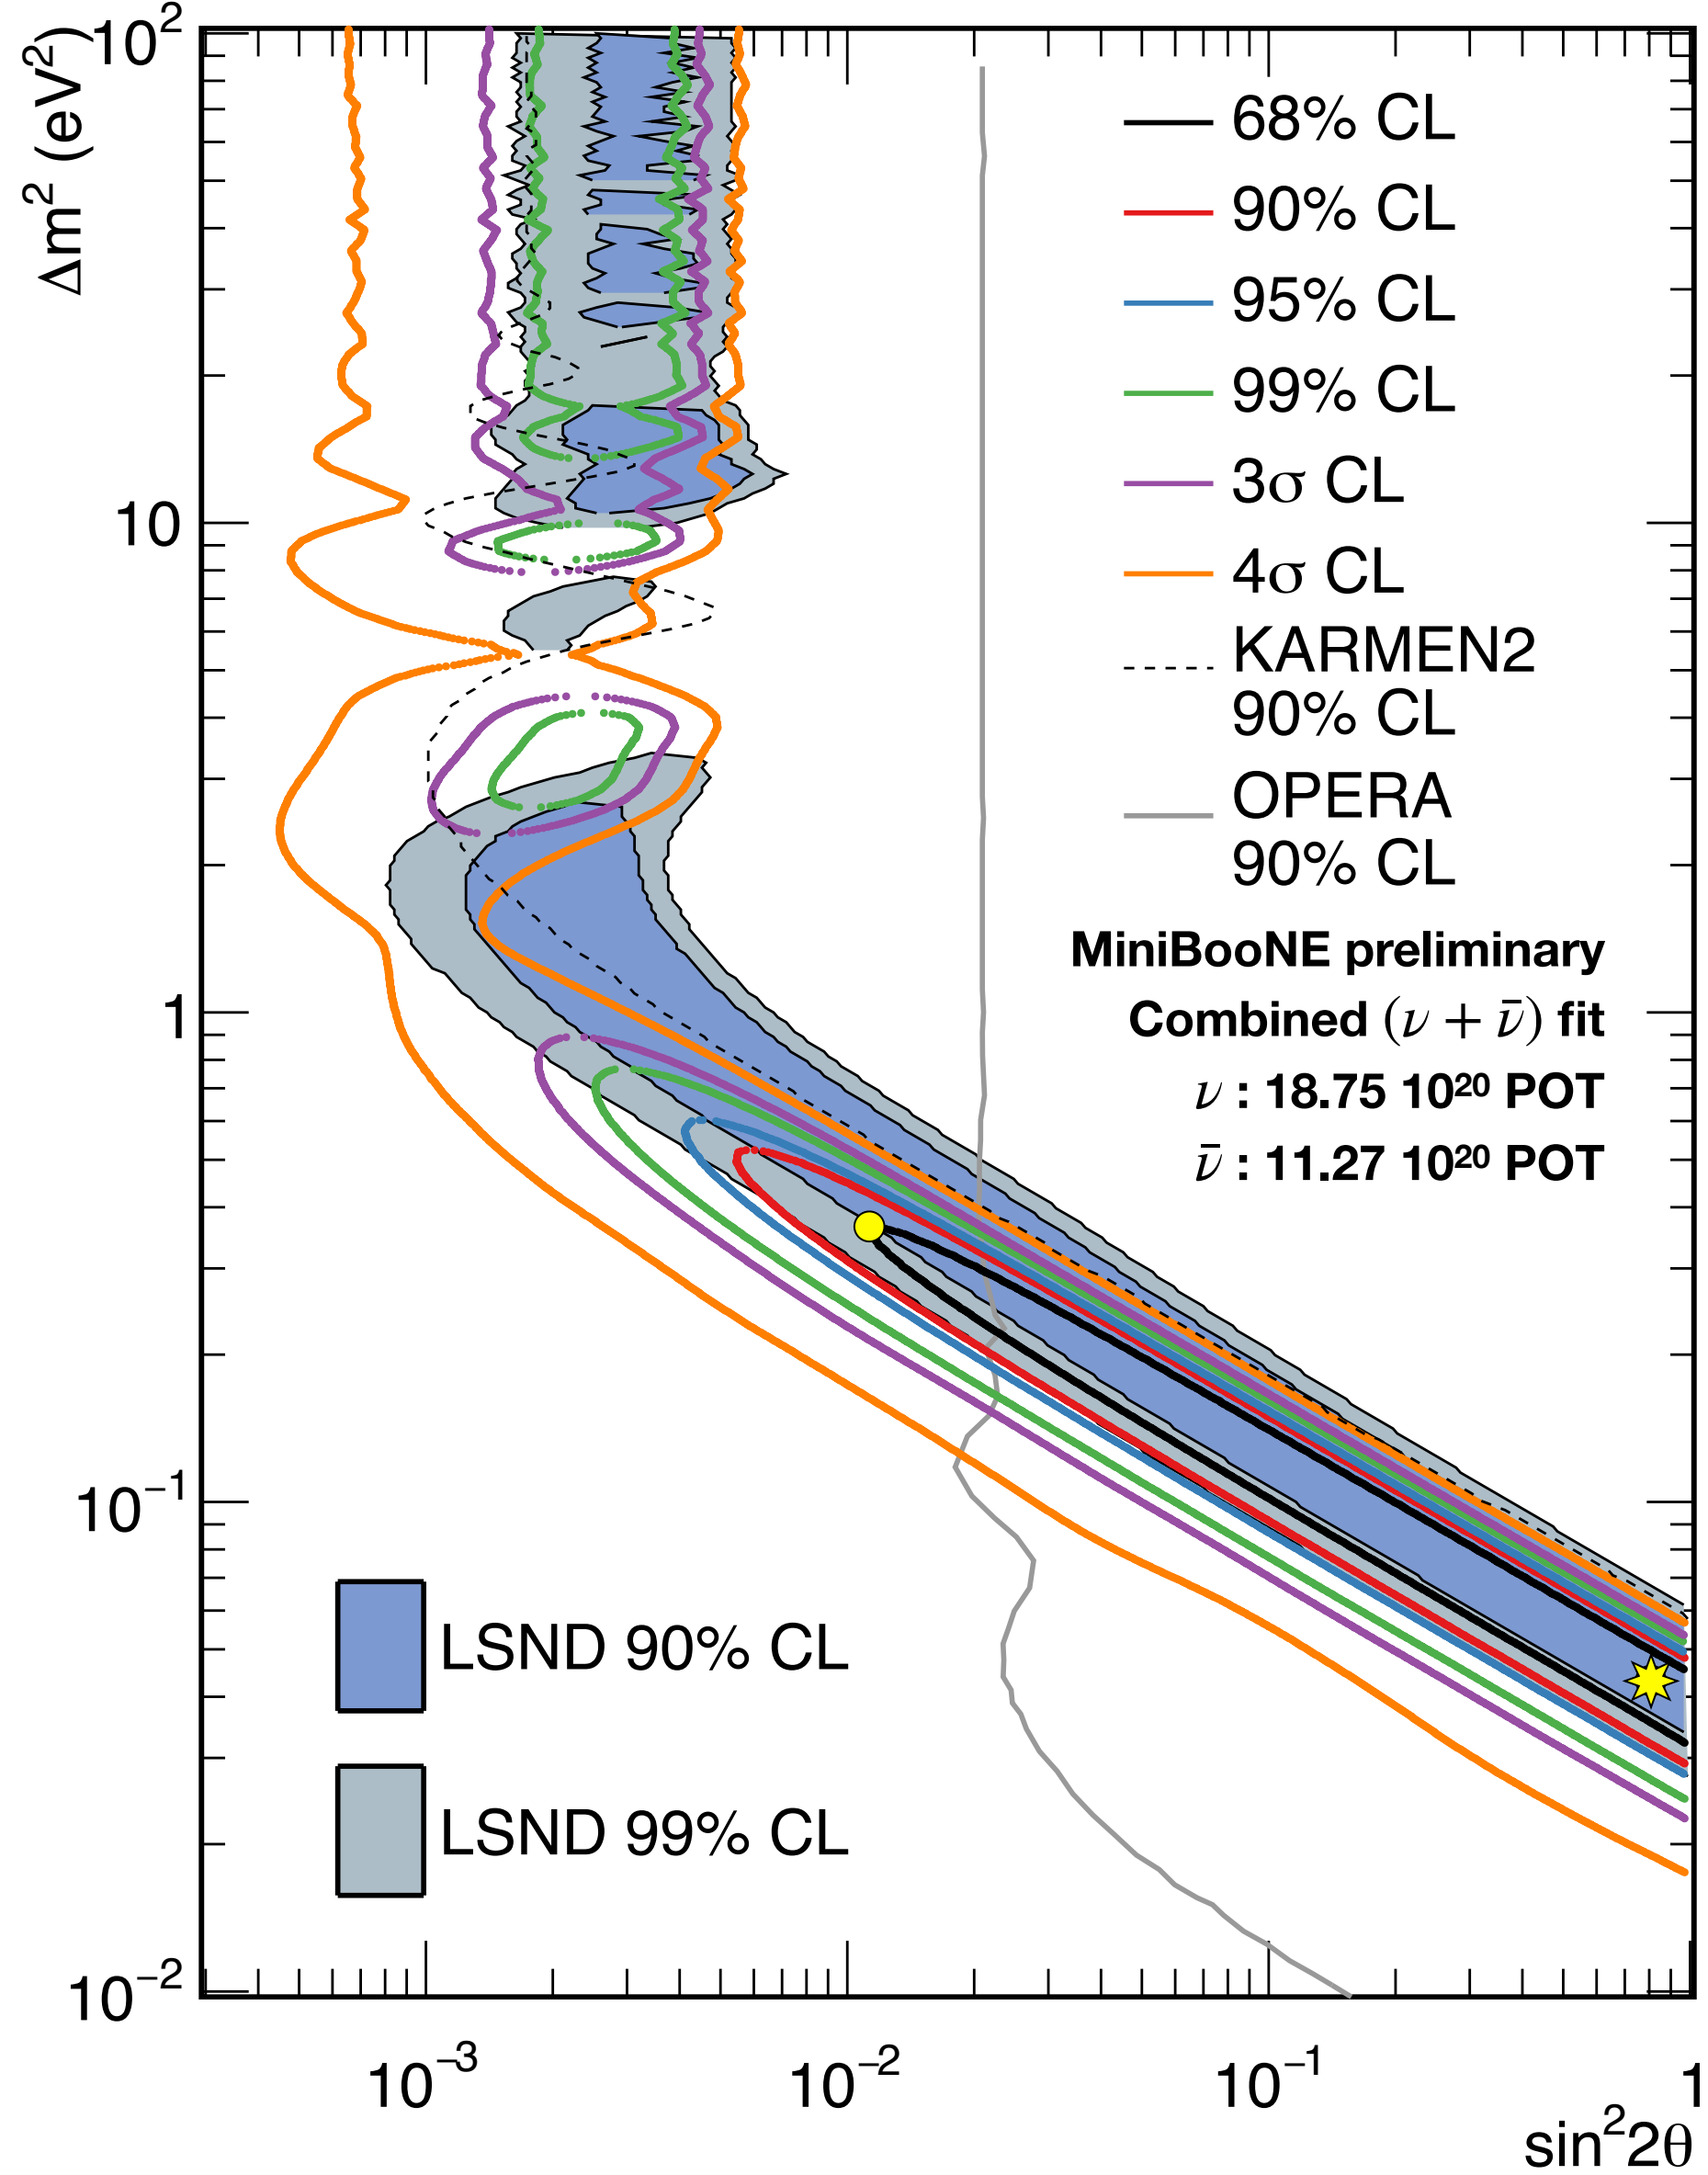 Δm² (eV²)
10²
10
1
10⁻¹
10⁻²
68% CL
90% CL
95% CL
99% CL
3σ CL
4σ CL
KARMEN2
90% CL
OPERA
90% CL
MiniBooNE preliminary
Combined (ν + ν̄) fit
ν : 18.75 10²⁰ POT
ν̄ : 11.27 10²⁰ POT
LSND 90% CL
LSND 99% CL
10⁻³
10⁻²
10⁻¹
1
sin²2θ